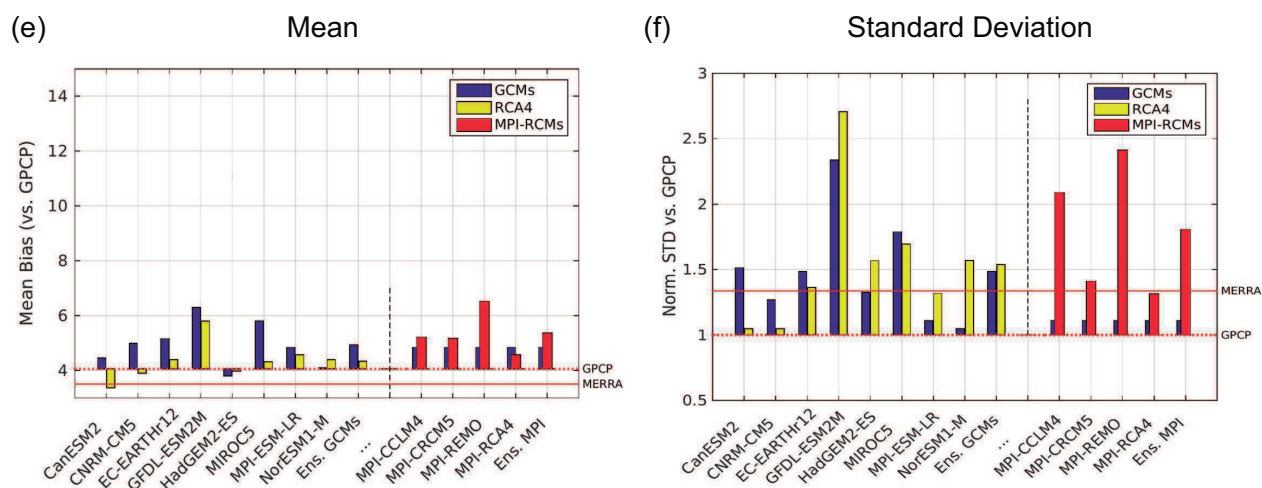 (e) Mean
Mean Bias (vs. GPCP)
14
12
10
8
6
4
GCMs
RCA4
MPI-RCMs
GPCP
MERRA
CanESM2
CNRM-CM5
EC-EARTHr12
GFDL-ESM2M
HadGEM2-ES
MIROC5
MPI-ESM-LR
NorESM1-M
Ens. GCMs
...
MPI-CCLM4
MPI-CRCM5
MPI-REMO
MPI-RCA4
Ens. MPI
(f) Standard Deviation
Norm. STD vs. GPCP
3
2.5
2
1.5
1
0.5
GCMs
RCA4
MPI-RCMs
MERRA
GPCP
CanESM2
CNRM-CM5
EC-EARTHr12
GFDL-ESM2M
HadGEM2-ES
MIROC5
MPI-ESM-LR
NorESM1-M
Ens. GCMs
...
MPI-CCLM4
MPI-CRCM5
MPI-REMO
MPI-RCA4
Ens. MPI